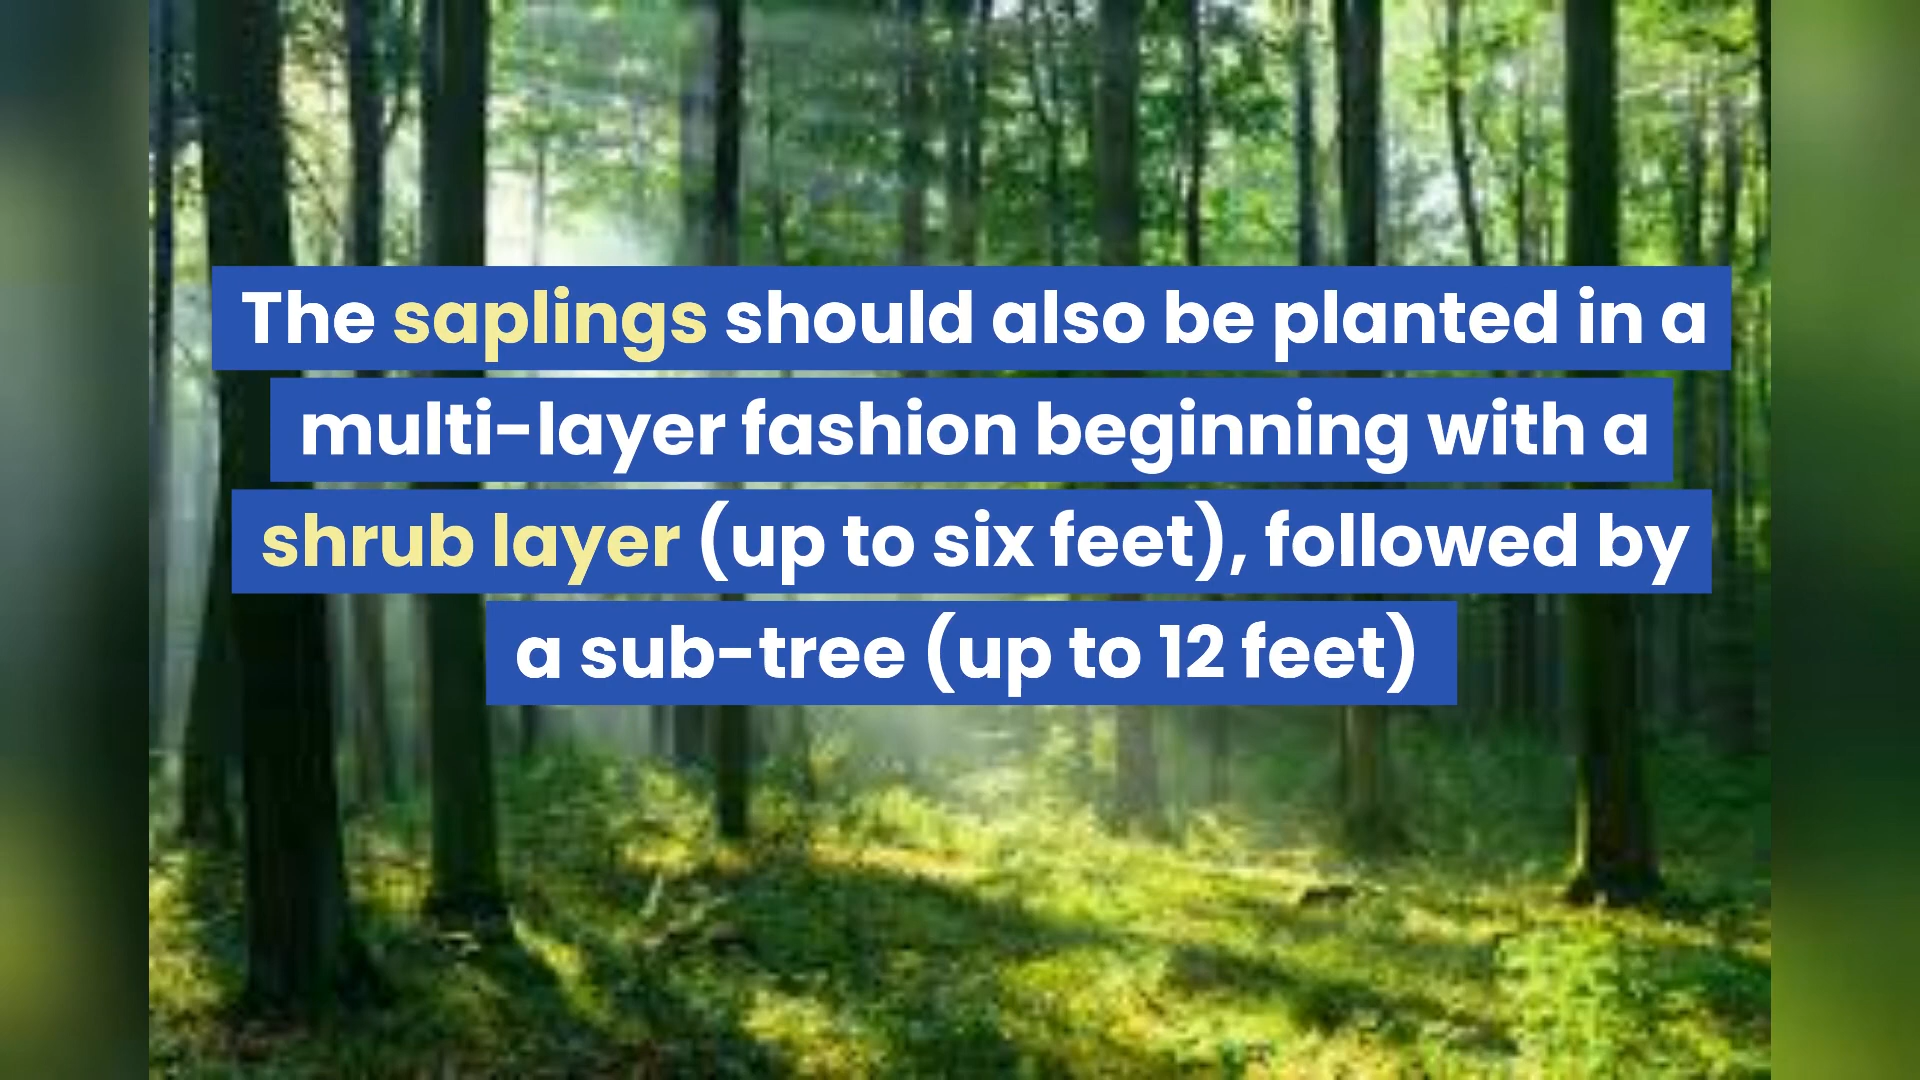 The saplings should also be planted in a
multi-layer fashion beginning with a
shrub layer (up to six feet), followed by
a sub-tree (up to 12 feet)